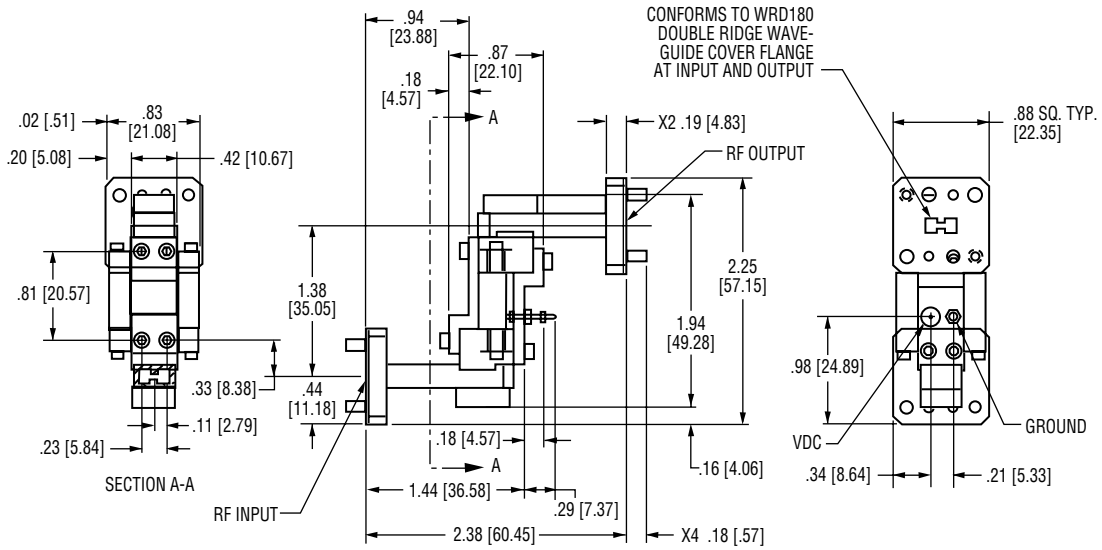 .94
[23.88]
.87
[22.10]
.18
[4.57]
A
X2 .19 [4.83]
RF OUTPUT
CONFORMS TO WRD180
DOUBLE RIDGE WAVE-
GUIDE COVER FLANGE
AT INPUT AND OUTPUT
.88 SQ. TYP.
[22.35]
.02 [.51]
.83
[21.08]
.20 [5.08]
.42 [10.67]
.81 [20.57]
.33 [8.38]
.11 [2.79]
.23 [5.84]
SECTION A-A
1.38
[35.05]
.44
[11.18]
2.25
[57.15]
1.94
[49.28]
.18 [4.57]
.16 [4.06]
A
RF INPUT
1.44 [36.58]
.29 [7.37]
2.38 [60.45]
X4 .18 [.57]
.98 [24.89]
VDC
GROUND
.34 [8.64]
.21 [5.33]